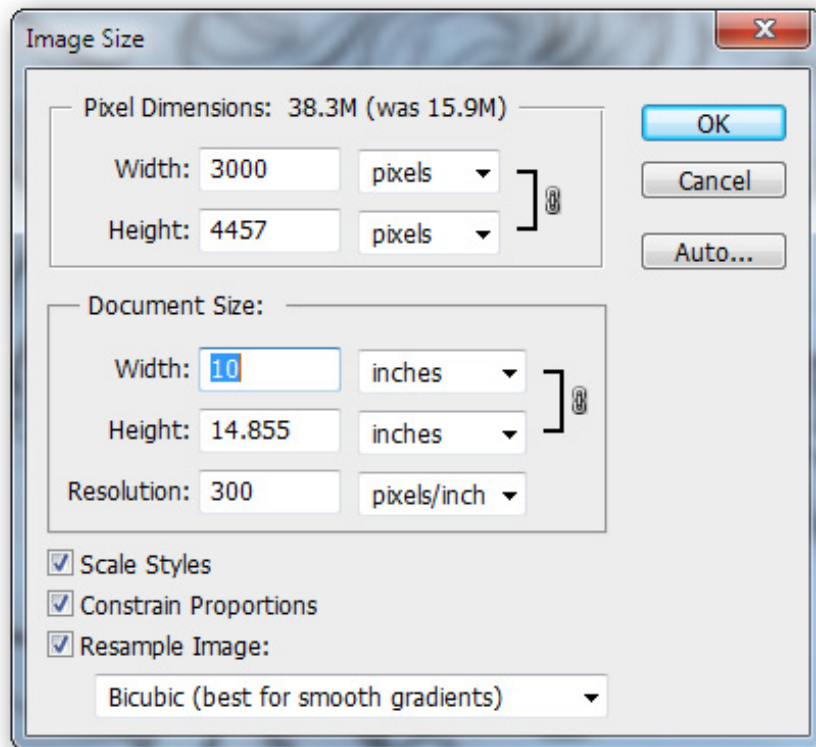 Image Size
Pixel Dimensions: 38.3M (was 15.9M)
Width: 3000 pixels
Height: 4457 pixels
OK
Cancel
Auto...
Document Size:
Width: 10 inches
Height: 14.855 inches
Resolution: 300 pixels/inch
Scale Styles
Constrain Proportions
Resample Image:
Bicubic (best for smooth gradients)